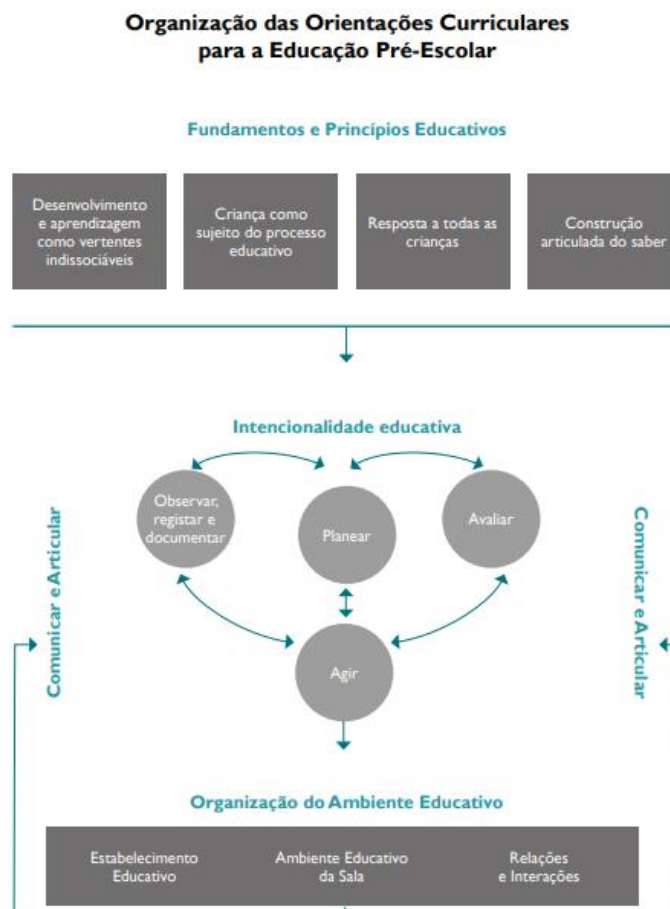 Organização das Orientações Curriculares
para a Educação Pré-Escolar
Fundamentos e Princípios Educativos
Desenvolvimento
e aprendizagem
como vertentes
indissociáveis
Criança como
sujeito do processo
educativo
Resposta a todas as
crianças
Construção
articulada do saber
Intencionalidade educativa
Observar,
registar e
documentar
Planear
Avaliar
Comunicar e Articular
Comunicar e Articular
Agir
Organização do Ambiente Educativo
Estabelecimento
Educativo
Ambiente Educativo
da Sala
Relações
e Interações